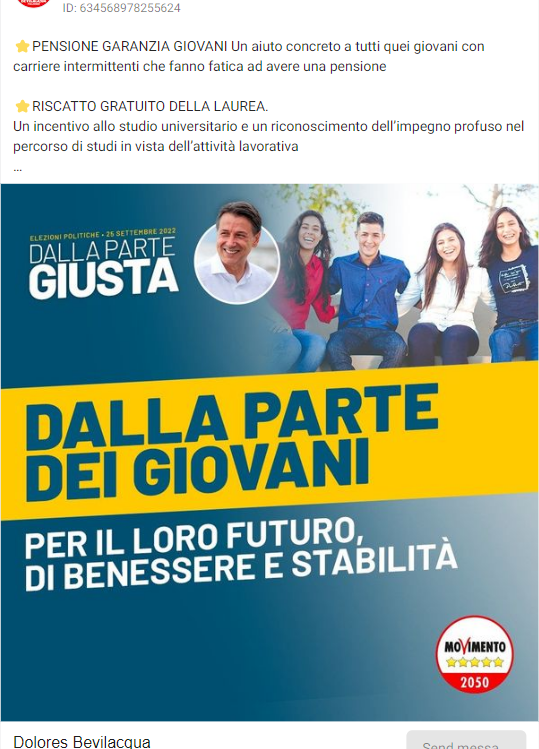 BEVILACQUA
ID: 634568978255624
⭐PENSIONE GARANZIA GIOVANI Un aiuto concreto a tutti quei giovani con
carriere intermittenti che fanno fatica ad avere una pensione
⭐RISCATTO GRATUITO DELLA LAUREA.
Un incentivo allo studio universitario e un riconoscimento dell’impegno profuso nel
percorso di studi in vista dell’attività lavorativa
...
ELEZIONI POLITICHE • 25 SETTEMBRE 2022
DALLA PARTE
GIUSTA
DALLA PARTE
DEI GIOVANI
PER IL LORO FUTURO,
DI BENESSERE E STABILITÀ
MOVIMENTO
2050
Dolores Bevilacqua
Send messa...